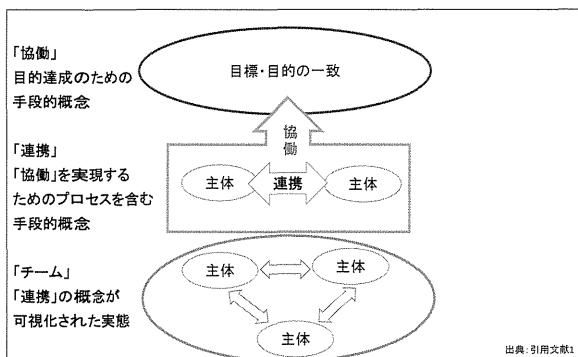 「協働」
目的達成のための
手段的概念
目標・目的の一致
協
働
「連携」
「協働」を実現する
ためのプロセスを含む
手段的概念
主体
連携
主体
「チーム」
「連携」の概念が
可視化された実態
主体
主体
主体
出典:引用文献1